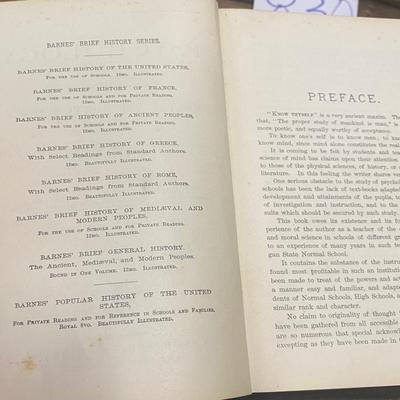 BARNES' BRIEF HISTORY SERIES.
BARNES' BRIEF HISTORY OF THE UNITED STATES,
FOR THE USE OF SCHOOLS. 12MO. ILLUSTRATED.
BARNES' BRIEF HISTORY OF FRANCE,
FOR THE USE OF SCHOOLS AND FOR PRIVATE READING.
12MO. ILLUSTRATED.
BARNES' BRIEF HISTORY OF ANCIENT PEOPLES,
FOR THE USE OF SCHOOLS AND FOR PRIVATE READING.
12MO. ILLUSTRATED.
BARNES' BRIEF HISTORY OF GREECE,
With Select Readings from Standard Authors.
12MO. BEAUTIFULLY ILLUSTRATED.
BARNES' BRIEF HISTORY OF ROME,
With Select Readings from Standard Authors.
12MO. BEAUTIFULLY ILLUSTRATED.
BARNES' BRIEF HISTORY OF MEDIÆVAL AND
MODERN PEOPLES,
FOR THE USE OF SCHOOLS AND FOR PRIVATE READING.
12MO. ILLUSTRATED.
BARNES' BRIEF GENERAL HISTORY.
The Ancient, Mediæval, and Modern Peoples.
BOUND IN ONE VOLUME. 12MO. ILLUSTRATED.
BARNES' POPULAR HISTORY OF THE UNITED
STATES,
FOR PRIVATE READING AND FOR REFERENCE IN SCHOOLS AND FAMILIES,
ROYAL 8VO. BEAUTIFULLY ILLUSTRATED.
PREFACE.
"KNOW THYSELF" is a very ancient maxim. The
that, "The proper study of mankind is man," is
more poetic, and equally worthy of acceptance.
To know one's self is to know man; to know
know mind, since mind alone constitutes the real
It is coming to be felt by students and
science of mind has claims upon their attention
to those of the physical sciences, of history, or
literature. In this feeling the writer shares
One serious obstacle to the study of
schools has been the lack of text-books
development and attainments of the pupils,
of investigation and instruction, and to the
sults which should be secured by such study.
This book owes its existence and its
perience of the author as a teacher of the
and moral science in schools of different
to an experience of many years in such
gan State Normal School.
It contains the substance of the
found most profitable in such an
been made to treat of the powers and
a manner easy and familiar, and
dents of Normal Schools, High Schools,
similar rank and character.
No claim to originality of thought
have been gathered from all accessible
are so numerous that special
excepting as they have been made in